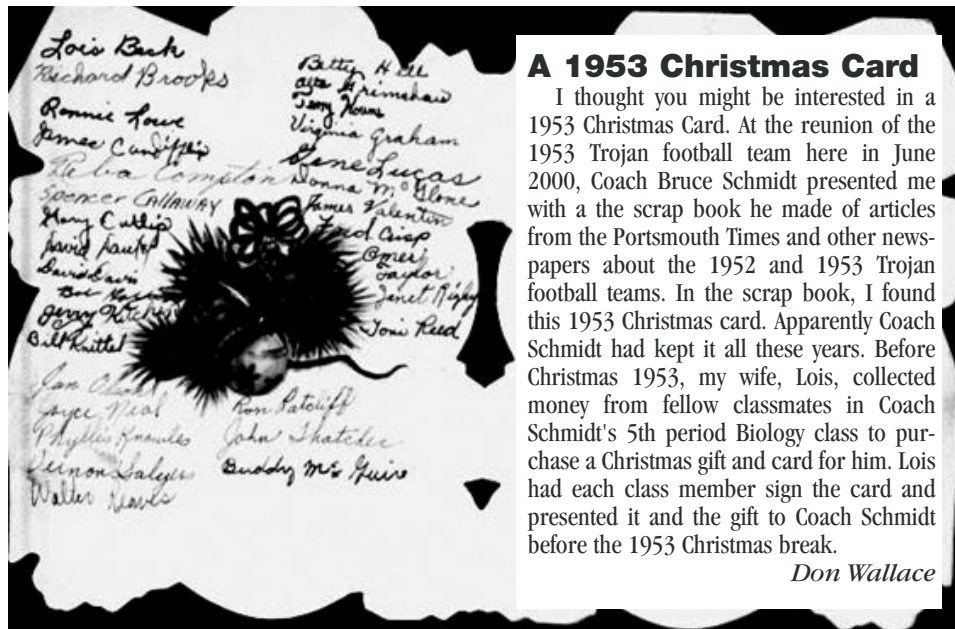 Lois Beck
Richard Brooks
Ronnie Lowe
James Cundiff
Reba Compton
Spencer CALLAWAY
Gary Cutlip
David
David Davis
Bob
Jerry
Bill Knittel
Jan
Joyce Neal
Phyllis Knowles
Vernon Salyers
Walter
Betty Hill
Grimshaw
Terry
Virginia Graham
Gene Lucas
Donna McGlone
James Valentin
Fred Crisp
Omer
Taylor
Janet Rigby
Toni Reed
Ron Ratcliff
John Thatcher
Buddy McGuire
A 1953 Christmas Card
I thought you might be interested in a
1953 Christmas Card. At the reunion of the
1953 Trojan football team here in June
2000, Coach Bruce Schmidt presented me
with a the scrap book he made of articles
from the Portsmouth Times and other news-
papers about the 1952 and 1953 Trojan
football teams. In the scrap book, I found
this 1953 Christmas card. Apparently Coach
Schmidt had kept it all these years. Before
Christmas 1953, my wife, Lois, collected
money from fellow classmates in Coach
Schmidt's 5th period Biology class to pur-
chase a Christmas gift and card for him. Lois
had each class member sign the card and
presented it and the gift to Coach Schmidt
before the 1953 Christmas break.
Don Wallace